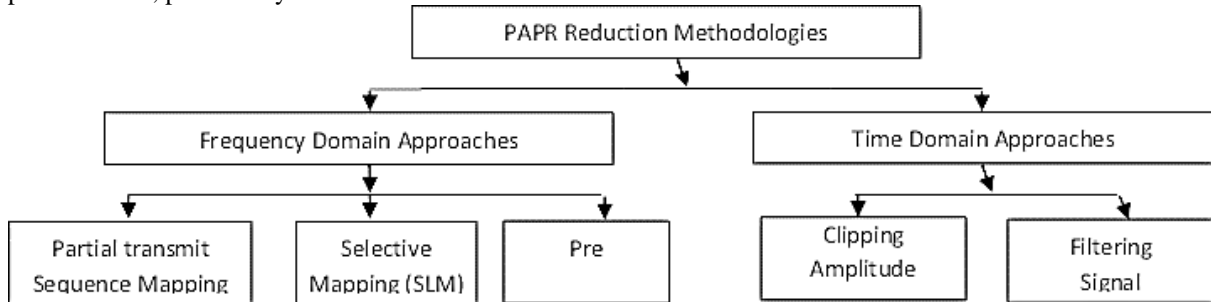 PAPR Reduction Methodologies
Frequency Domain Approaches
Time Domain Approaches
Partial transmit
Sequence Mapping
Selective
Mapping (SLM)
Pre
Clipping
Amplitude
Filtering
Signal